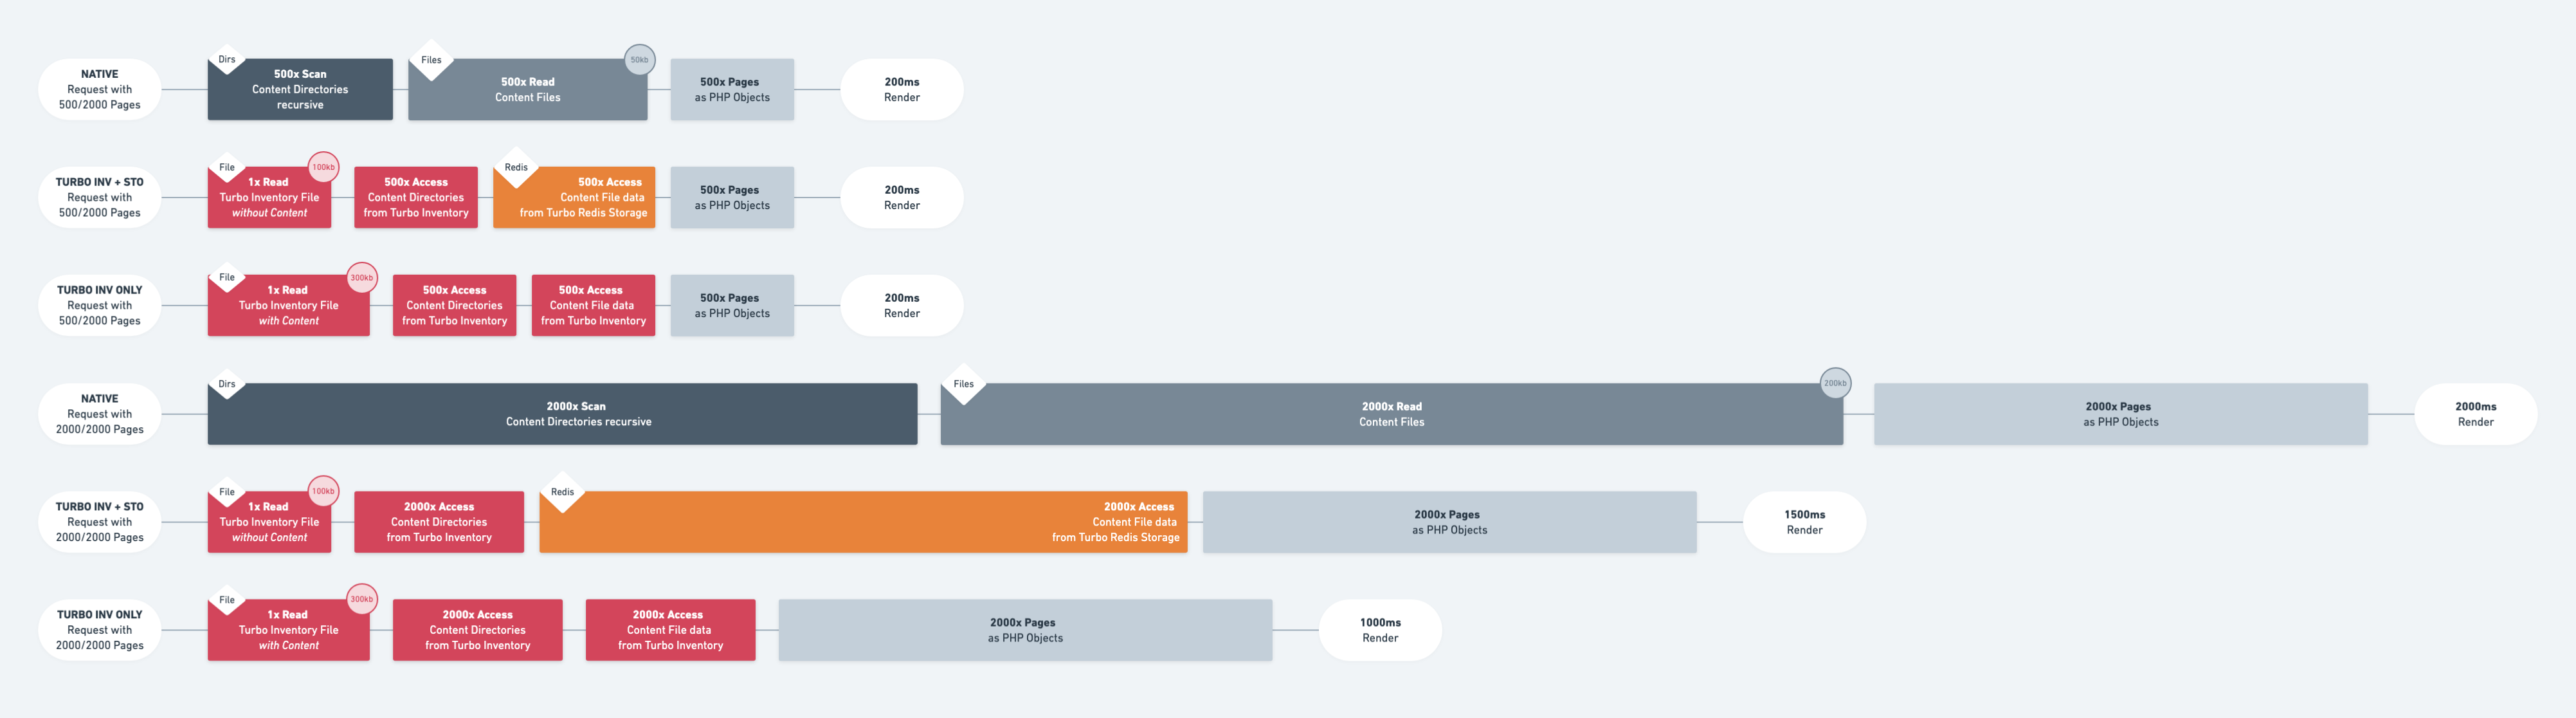 NATIVE
Request with
500/2000 Pages
Dirs
500x Scan
Content Directories
recursive
Files
50kb
500x Read
Content Files
500x Pages
as PHP Objects
200ms
Render
TURBO INV + STO
Request with
500/2000 Pages
File
100kb
1x Read
Turbo Inventory File
without Content
500x Access
Content Directories
from Turbo Inventory
Redis
500x Access
Content File data
from Turbo Redis Storage
500x Pages
as PHP Objects
200ms
Render
TURBO INV ONLY
Request with
500/2000 Pages
File
300kb
1x Read
Turbo Inventory File
with Content
500x Access
Content Directories
from Turbo Inventory
500x Access
Content File data
from Turbo Inventory
500x Pages
as PHP Objects
200ms
Render
NATIVE
Request with
2000/2000 Pages
Dirs
2000x Scan
Content Directories recursive
Files
200kb
2000x Read
Content Files
2000x Pages
as PHP Objects
2000ms
Render
TURBO INV + STO
Request with
2000/2000 Pages
File
100kb
1x Read
Turbo Inventory File
without Content
2000x Access
Content Directories
from Turbo Inventory
Redis
2000x Access
Content File data
from Turbo Redis Storage
2000x Pages
as PHP Objects
1500ms
Render
TURBO INV ONLY
Request with
2000/2000 Pages
File
300kb
1x Read
Turbo Inventory File
with Content
2000x Access
Content Directories
from Turbo Inventory
2000x Access
Content File data
from Turbo Inventory
2000x Pages
as PHP Objects
1000ms
Render